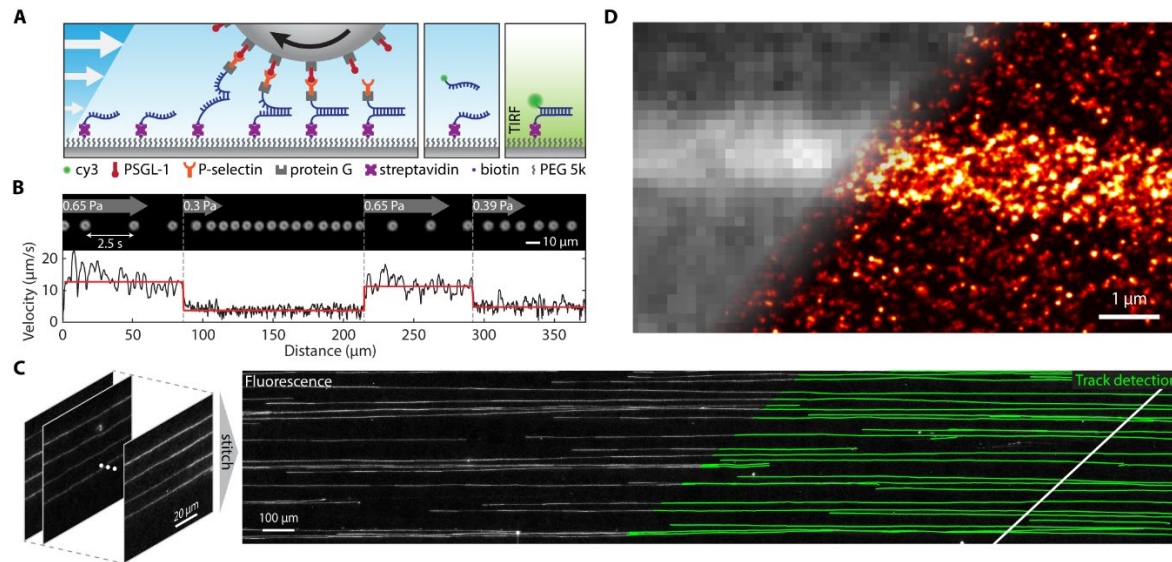 A
TIRF
cy3 PSGL-1 P-selectin protein G streptavidin biotin PEG 5k
B
0.65 Pa 0.3 Pa 0.65 Pa 0.39 Pa
2.5 s
10 µm
Velocity (µm/s)
20
10
0
0 50 100 150 200 250 300 350
Distance (µm)
C
20 µm
stitch
Fluorescence
Track detection
100 µm
D
1 µm